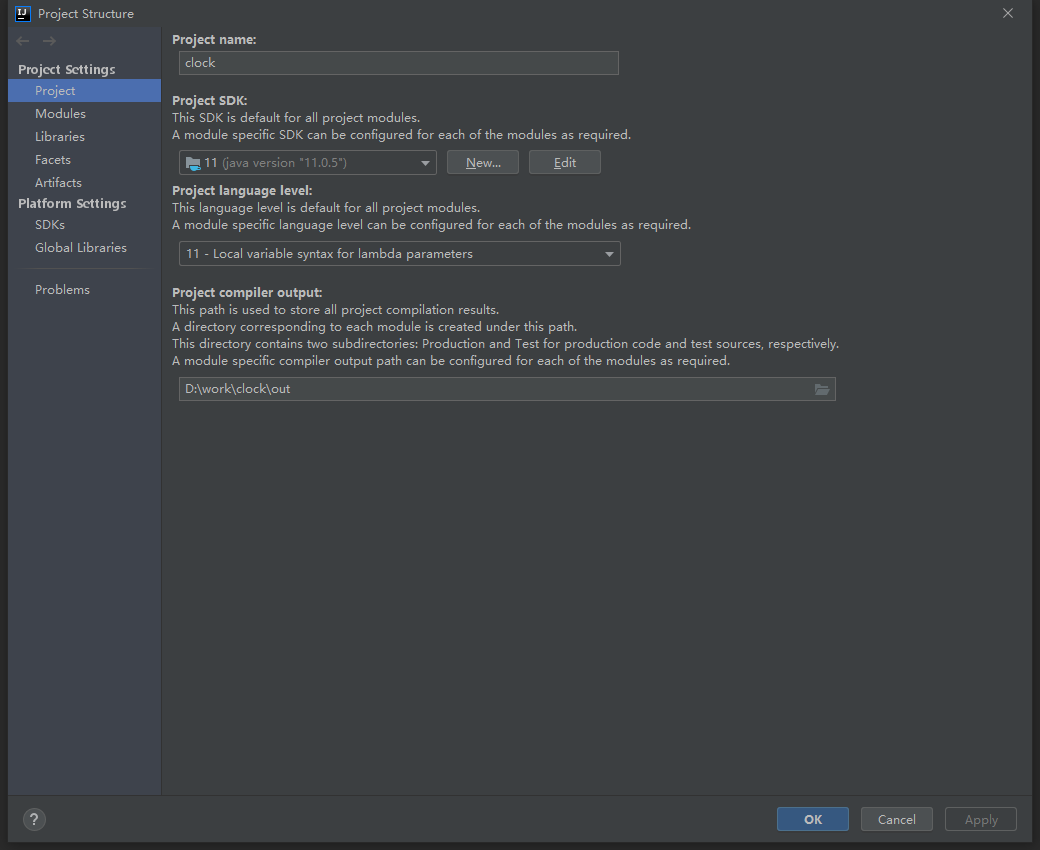 Project Structure
Project Settings
Project
Modules
Libraries
Facets
Artifacts
Platform Settings
SDKs
Global Libraries
Problems
Project name:
clock
Project SDK:
This SDK is default for all project modules.
A module specific SDK can be configured for each of the modules as required.
11 (java version "11.0.5")
New...
Edit
Project language level:
This language level is default for all project modules.
A module specific language level can be configured for each of the modules as required.
11 - Local variable syntax for lambda parameters
Project compiler output:
This path is used to store all project compilation results.
A directory corresponding to each module is created under this path.
This directory contains two subdirectories: Production and Test for production code and test sources, respectively.
A module specific compiler output path can be configured for each of the modules as required.
D:\work\clock\out
?
OK
Cancel
Apply